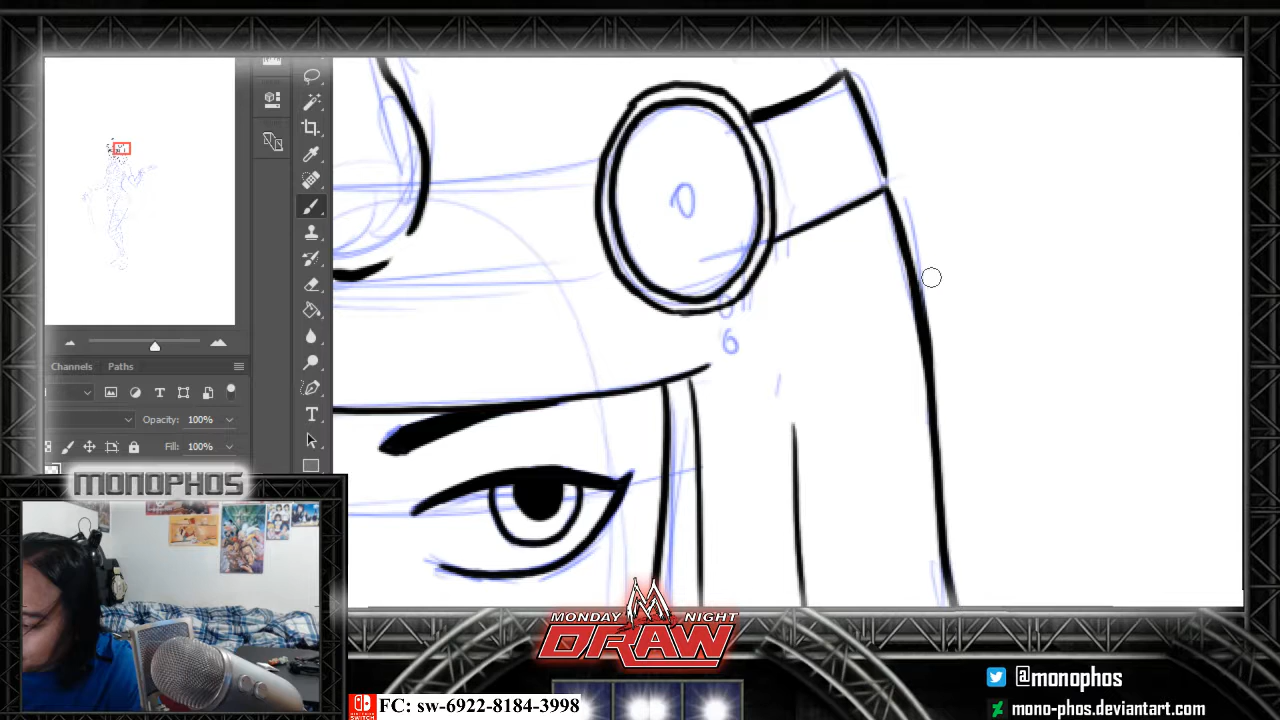 Channels Paths
Opacity: 100%
Fill: 100%
MONOPHOS
MONDAY NIGHT
DRAW
FC: sw-6922-8184-3998
@monophos
mono-phos.deviantart.com